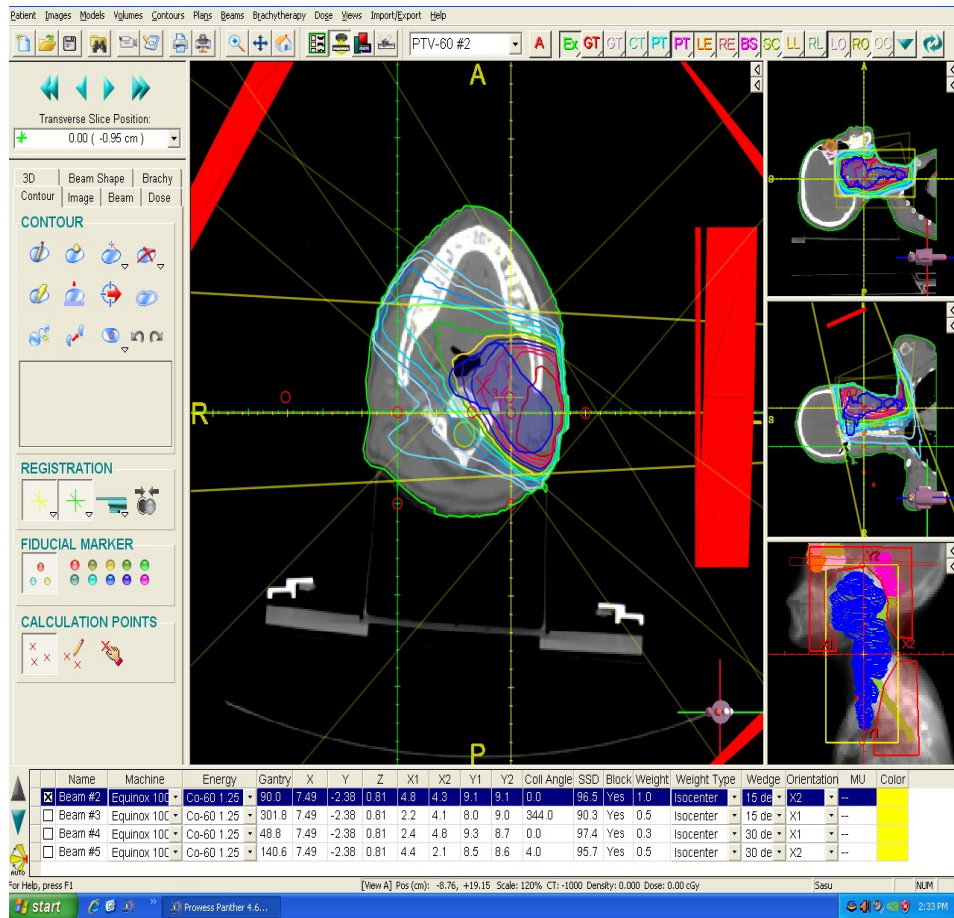 Patient Images Models Volumes Contours Plans Beams Brachytherapy Dose Views Import/Export Help
PTV-60 #2 A Ex GT GT CT PT PT LE RE BS SC LL RL LO RO OC
Transverse Slice Position:
0.00 ( -0.95 cm )
3D Beam Shape Brachy
Contour Image Beam Dose
CONTOUR
REGISTRATION
FIDUCIAL MARKER
CALCULATION POINTS
AUTO
A
R
P
3
P
Y2
X1 X2
Y1
Name Machine Energy Gantry X Y Z X1 X2 Y1 Y2 Coll Angle SSD Block Weight Weight Type Wedge Orientation MU Color
Beam #2 Equinox 100 Co-60 1.25 90.0 7.49 -2.38 0.81 4.8 4.3 9.1 9.1 0.0 96.5 Yes 1.0 Isocenter 15 de X2 --
Beam #3 Equinox 100 Co-60 1.25 301.8 7.49 -2.38 0.81 2.2 4.1 8.0 9.0 344.0 90.3 Yes 0.5 Isocenter 15 de X1 --
Beam #4 Equinox 100 Co-60 1.25 48.8 7.49 -2.38 0.81 2.4 4.8 9.3 8.7 0.0 97.4 Yes 0.3 Isocenter 30 de X1 --
Beam #5 Equinox 100 Co-60 1.25 140.6 7.49 -2.38 0.81 4.4 2.1 8.5 8.6 4.0 95.7 Yes 0.5 Isocenter 30 de X2 --
For Help, press F1 [View A] Pos (cm): -8.76, +19.15 Scale: 120% CT: -1000 Density: 0.000 Dose: 0.00 cGy Sasu NUM
start Prowess Panther 4.6... 2:33 PM